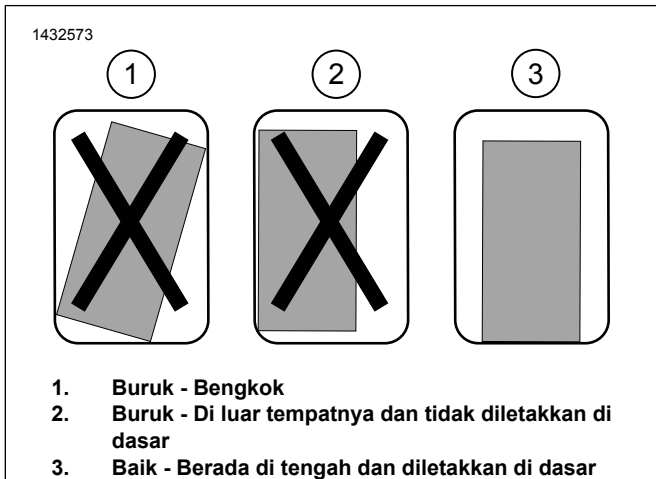 1432573
1
2
3
1. Buruk - Bengkok
2. Buruk - Di luar tempatnya dan tidak diletakkan di
dasar
3. Baik - Berada di tengah dan diletakkan di dasar